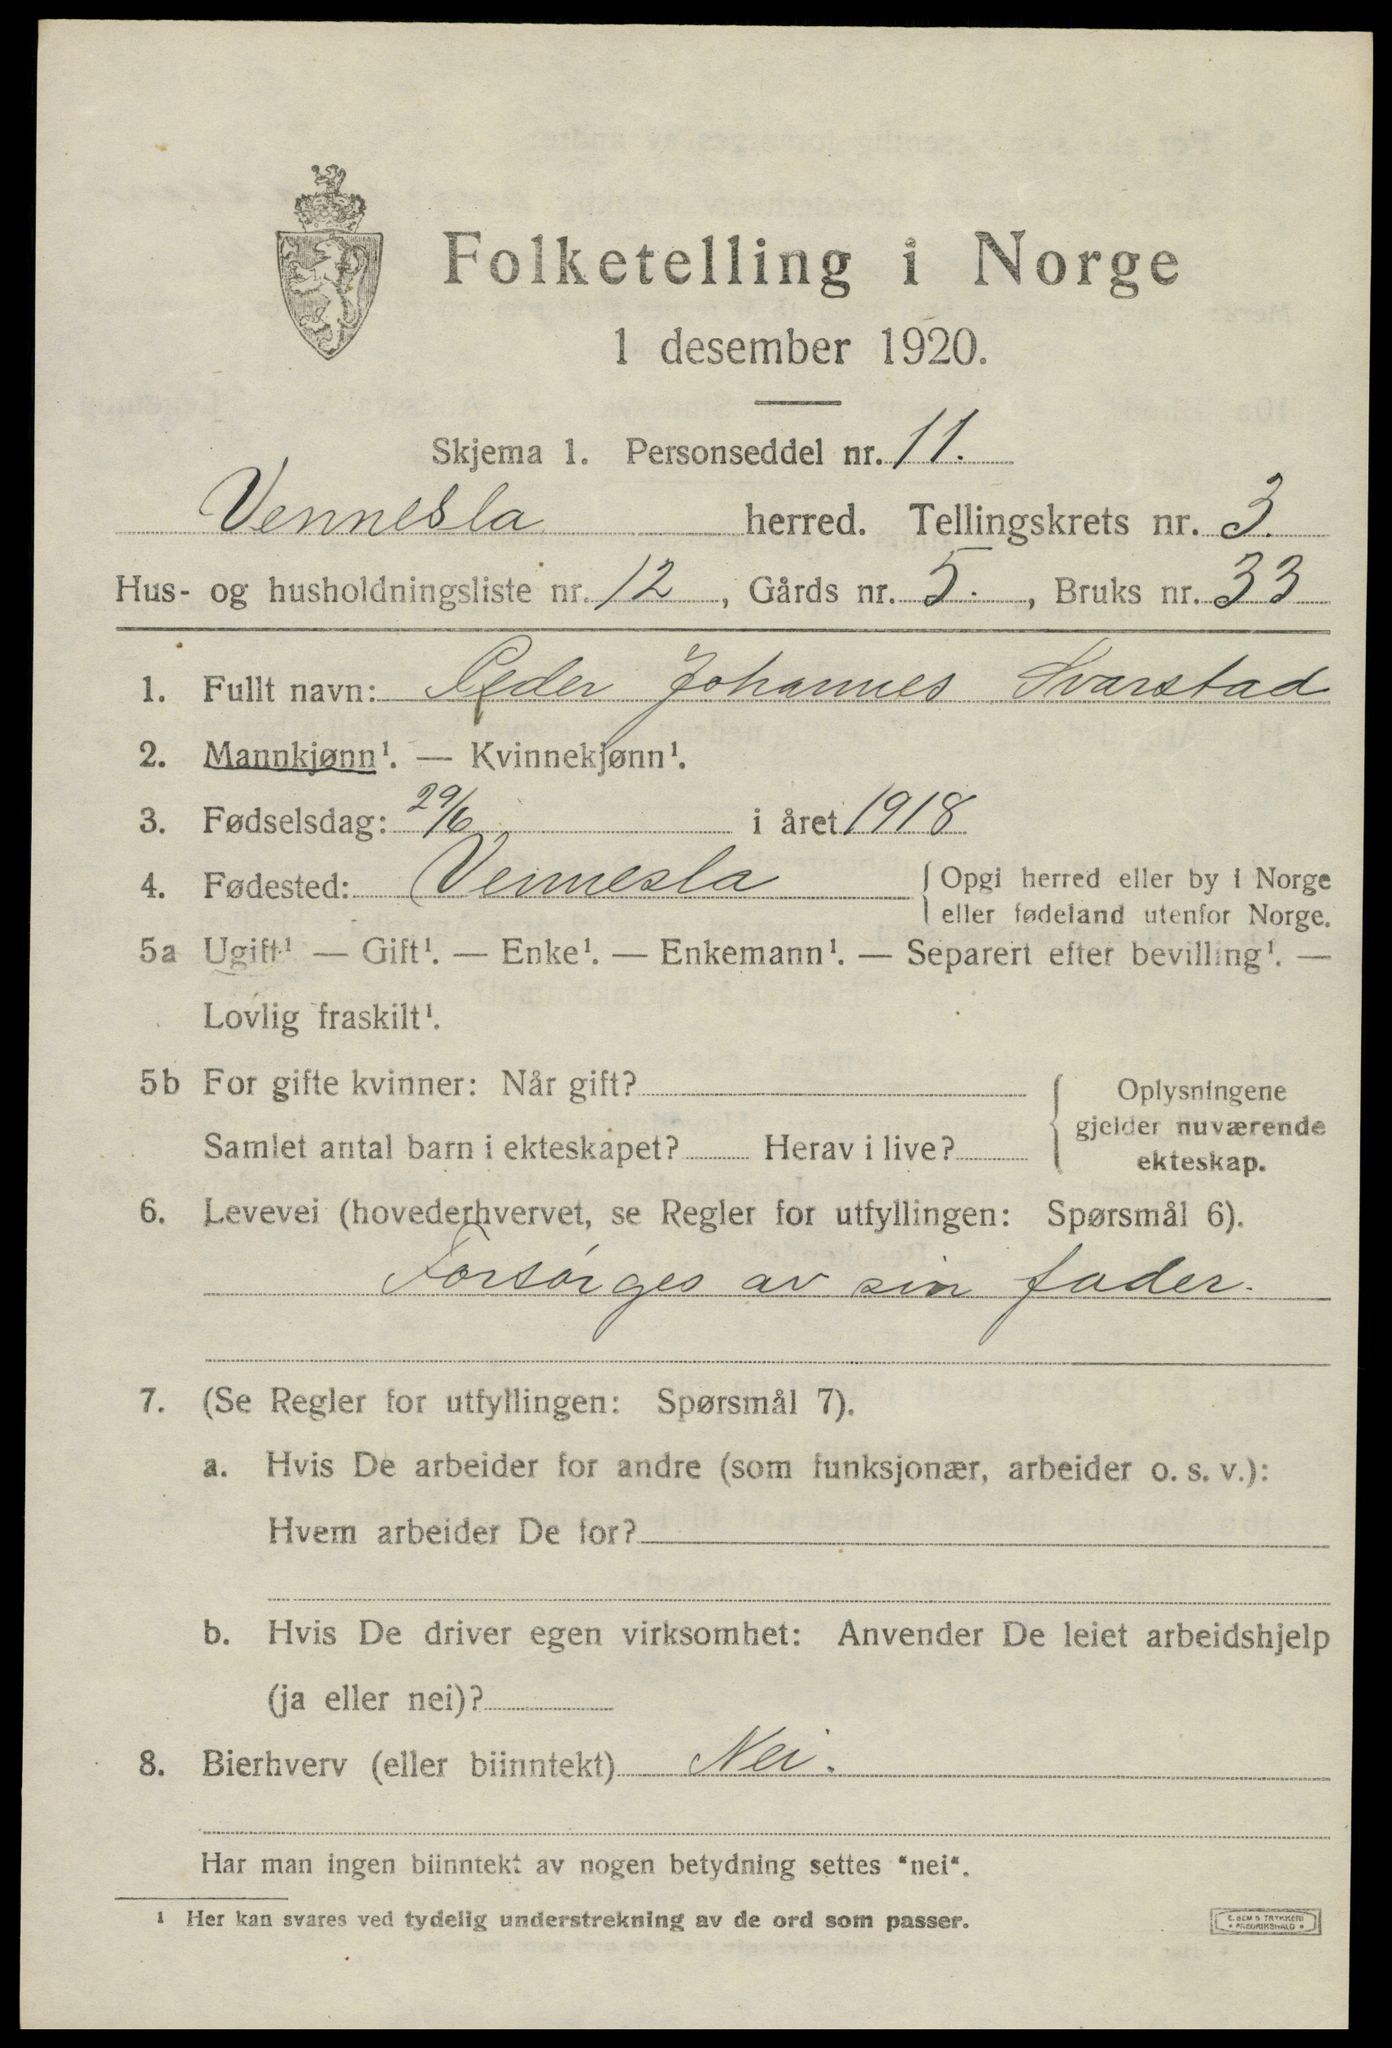 Folketelling i Norge
1 desember 1920.
Skjema 1. Personseddel nr. 11.
Vennesla herred. Tellingskrets nr. 3.
Hus- og husholdningsliste nr. 12, Gårds nr. 5., Bruks nr. 33
1. Fullt navn: Peder Johannes Svarstad
2. Mannkjønn¹. — Kvinnekjønn¹.
3. Fødselsdag: 29/6 i året 1918
4. Fødested: Vennesla {Opgi herred eller by i Norge
eller fødeland utenfor Norge.
5a Ugift¹ — Gift¹. — Enke¹. — Enkemann¹. — Separert efter bevilling¹. —
Lovlig fraskilt¹.
5b For gifte kvinner: Når gift?
Samlet antal barn i ekteskapet? Herav i live?
{Oplysningene
gjelder nuværende
ekteskap.
6. Levevei (hovederhvervet, se Regler for utfyllingen: Spørsmål 6).
Forsørges av sin fader.
7. (Se Regler for utfyllingen: Spørsmål 7).
a. Hvis De arbeider for andre (som funksjonær, arbeider o. s. v.):
Hvem arbeider De for?
b. Hvis De driver egen virksomhet: Anvender De leiet arbeidshjelp
(ja eller nei)?
8. Bierhverv (eller biinntekt) Nei.
Har man ingen biinntekt av nogen betydning settes "nei".
¹ Her kan svares ved tydelig understrekning av de ord som passer.
E. SEM'S TRYKKERI
FREDRIKSHALD